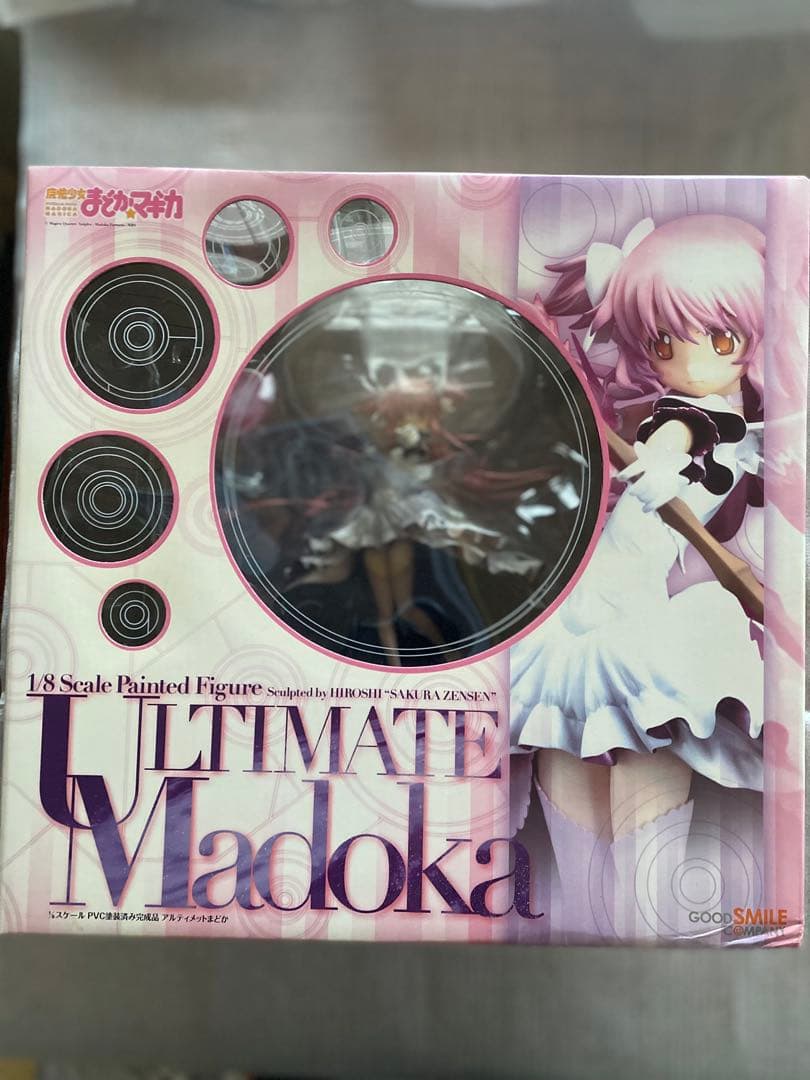 魔法少女
まどか☆マギカ
MADOKA
MAGICA
1/8 Scale Painted Figure Sculpted by HIROSHI “SAKURA ZENSEN”
ULTIMATE
Madoka
⅛スケール PVC塗装済み完成品 アルティメットまどか
GOOD SMILE
COMPANY